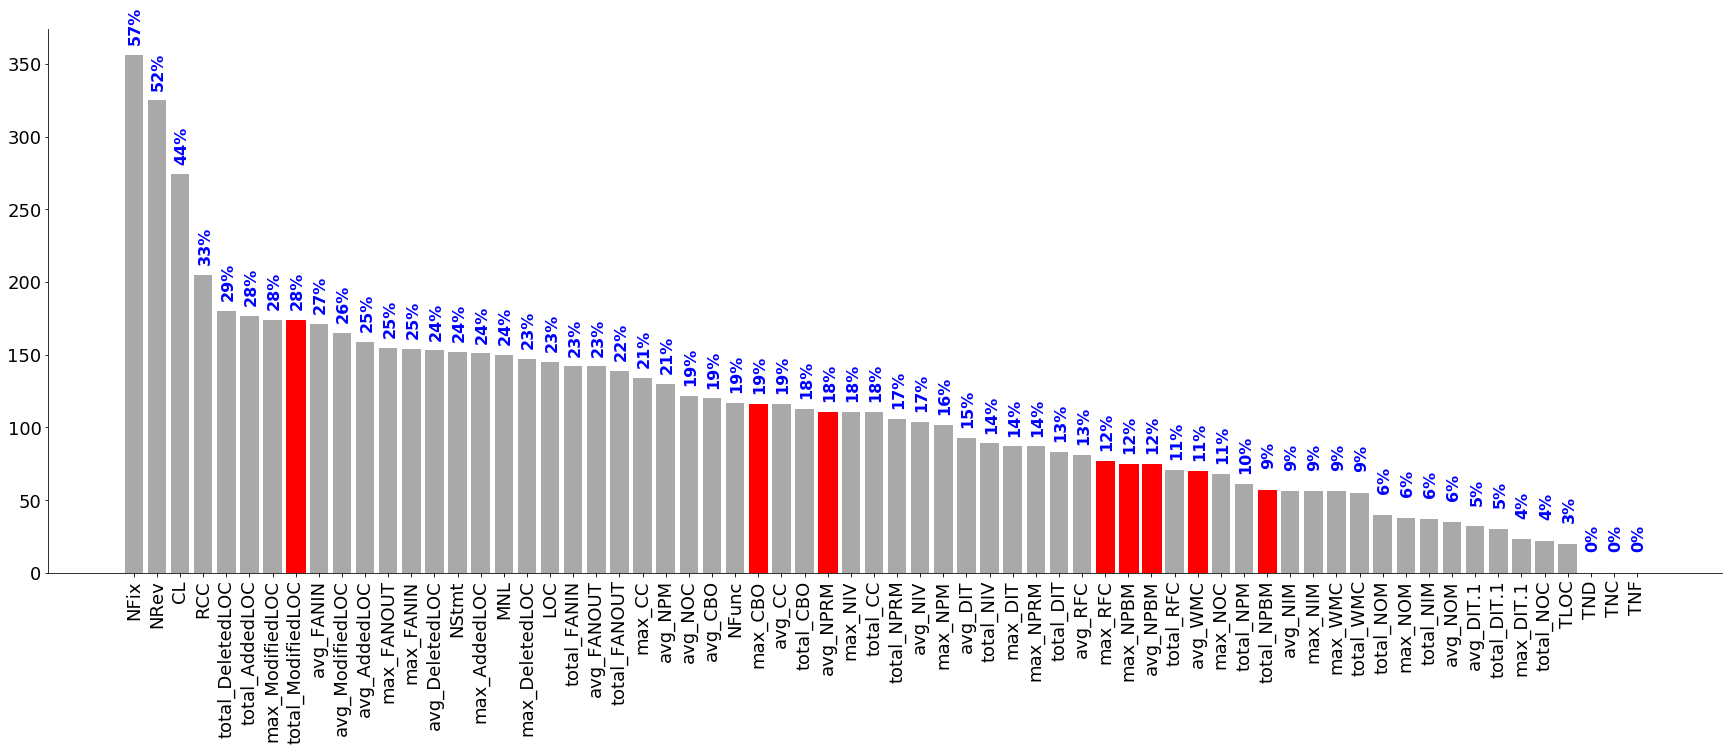 350
300
250
200
150
100
50
0
57%
52%
44%
33%
29%
28%
28%
28%
27%
26%
25%
25%
25%
24%
24%
24%
24%
23%
23%
23%
23%
22%
21%
21%
19%
19%
19%
19%
19%
18%
18%
18%
18%
17%
17%
16%
15%
14%
14%
14%
13%
13%
12%
12%
12%
11%
11%
11%
10%
9%
9%
9%
9%
9%
6%
6%
6%
6%
5%
5%
4%
4%
3%
0%
0%
0%
NFix
NRev
CL
RCC
total_DeletedLOC
total_AddedLOC
max_ModifiedLOC
total_ModifiedLOC
avg_FANIN
avg_ModifiedLOC
avg_AddedLOC
max_FANOUT
max_FANIN
avg_DeletedLOC
NStmt
max_AddedLOC
MNL
max_DeletedLOC
LOC
total_FANIN
avg_FANOUT
total_FANOUT
max_CC
avg_NPM
avg_NOC
avg_CBO
NFunc
max_CBO
avg_CC
total_CBO
avg_NPRM
max_NIV
total_CC
total_NPRM
avg_NIV
max_NPM
avg_DIT
total_NIV
max_DIT
max_NPRM
total_DIT
avg_RFC
max_RFC
max_NPBM
avg_NPBM
total_RFC
avg_WMC
max_NOC
total_NPM
total_NPBM
avg_NIM
max_NIM
max_WMC
total_WMC
total_NOM
max_NOM
total_NIM
avg_NOM
avg_DIT.1
total_DIT.1
max_DIT.1
total_NOC
TLOC
TND
TNC
TNF